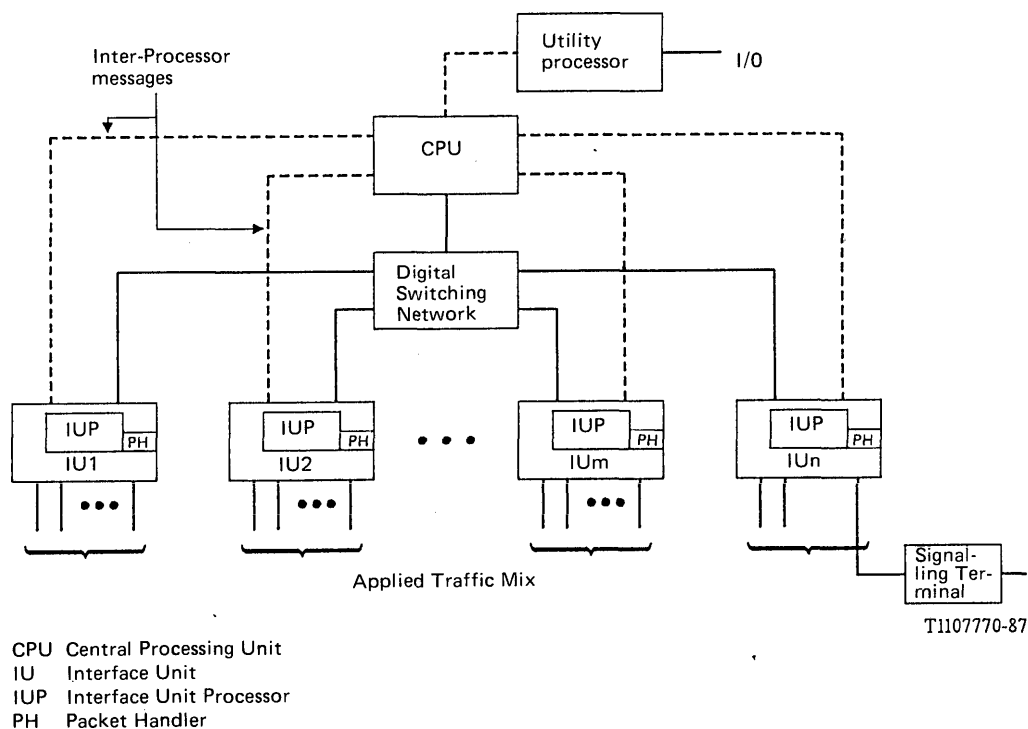 Inter-Processor
messages
Utility
processor
I/O
CPU
Digital
Switching
Network
IUP
PH
IU1
IUP
PH
IU2
IUP
PH
IUm
IUP
PH
IUn
Applied Traffic Mix
Signal-
ling Ter-
minal
T1107770-87
CPU Central Processing Unit
IU Interface Unit
IUP Interface Unit Processor
PH Packet Handler